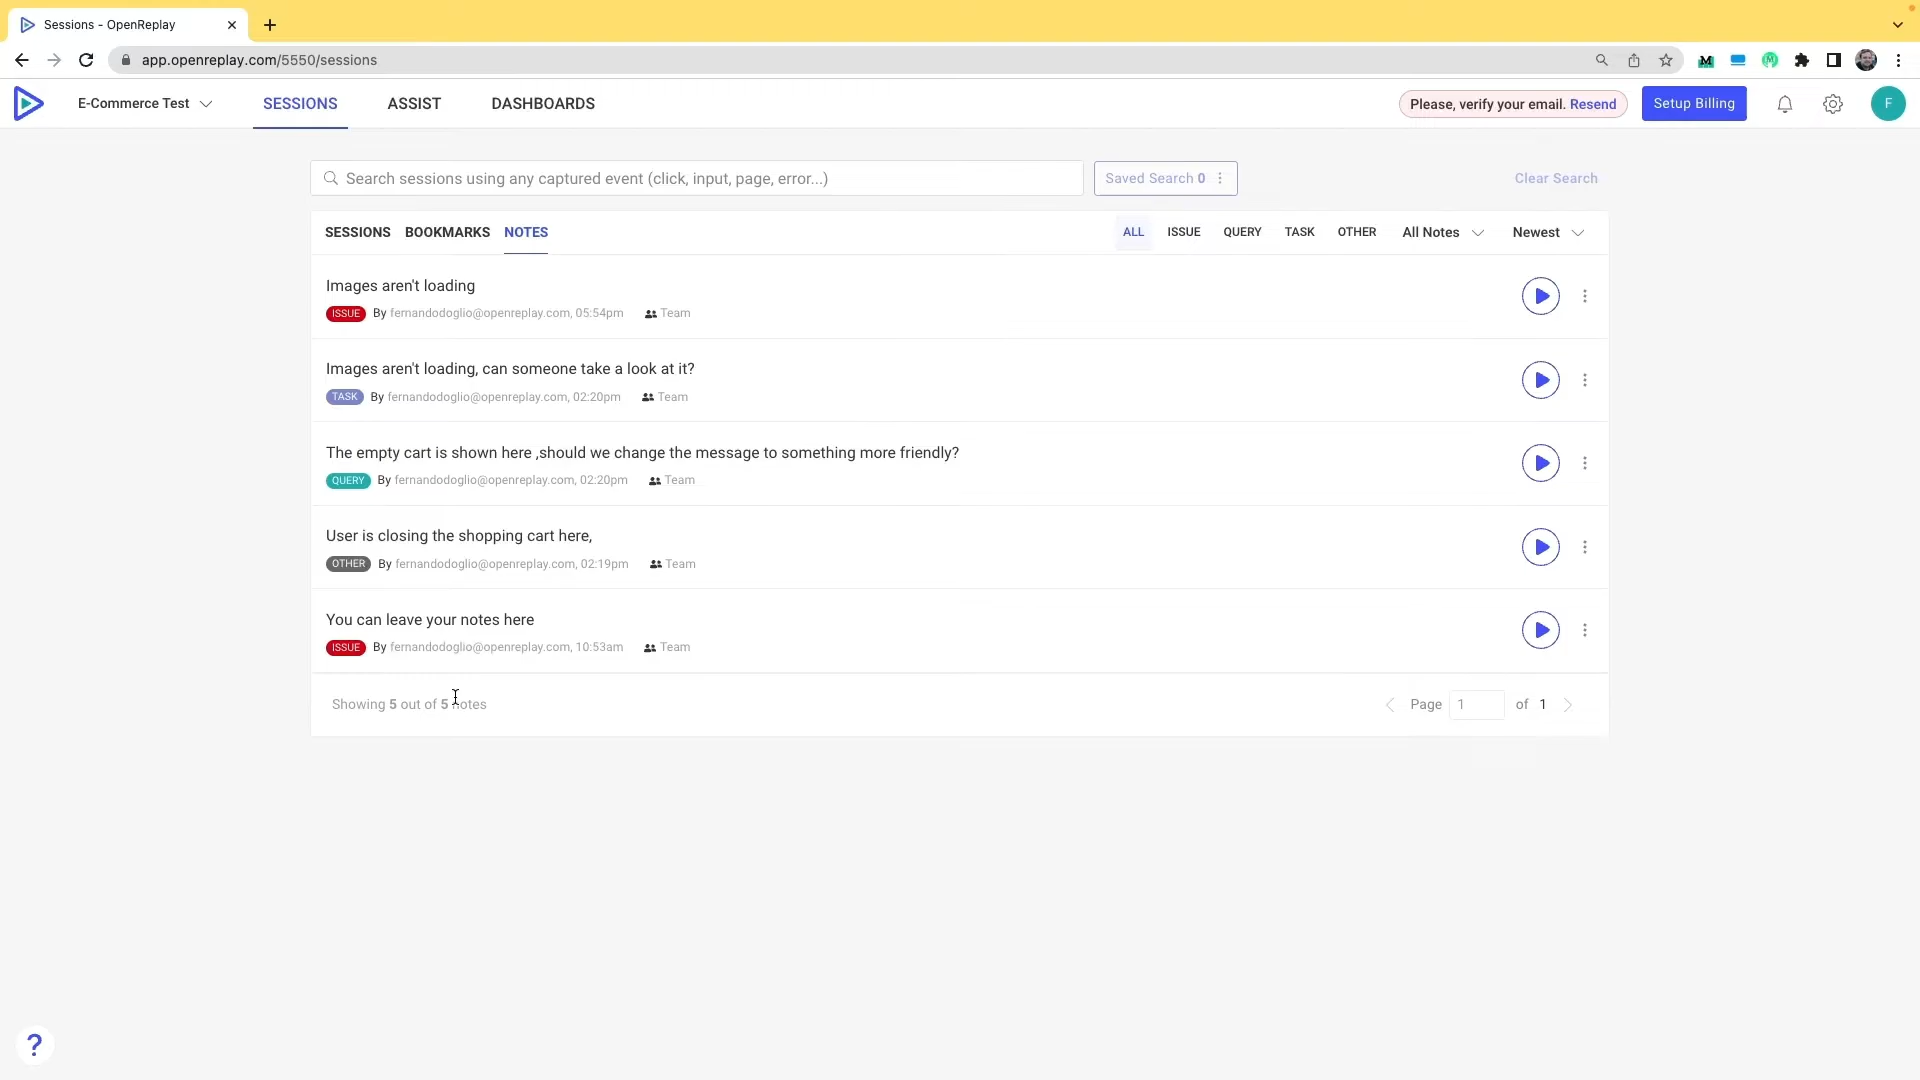 Sessions - OpenReplay
app.openreplay.com/5550/sessions
E-Commerce Test SESSIONS ASSIST DASHBOARDS Please, verify your email. Resend Setup Billing F
Search sessions using any captured event (click, input, page, error...) Saved Search 0 Clear Search
SESSIONS BOOKMARKS NOTES ALL ISSUE QUERY TASK OTHER All Notes Newest
Images aren't loading
ISSUE By fernandodoglio@openreplay.com, 05:54pm Team
Images aren't loading, can someone take a look at it?
TASK By fernandodoglio@openreplay.com, 02:20pm Team
The empty cart is shown here ,should we change the message to something more friendly?
QUERY By fernandodoglio@openreplay.com, 02:20pm Team
User is closing the shopping cart here,
OTHER By fernandodoglio@openreplay.com, 02:19pm Team
You can leave your notes here
ISSUE By fernandodoglio@openreplay.com, 10:53am Team
Showing 5 out of 5 notes Page 1 of 1
?